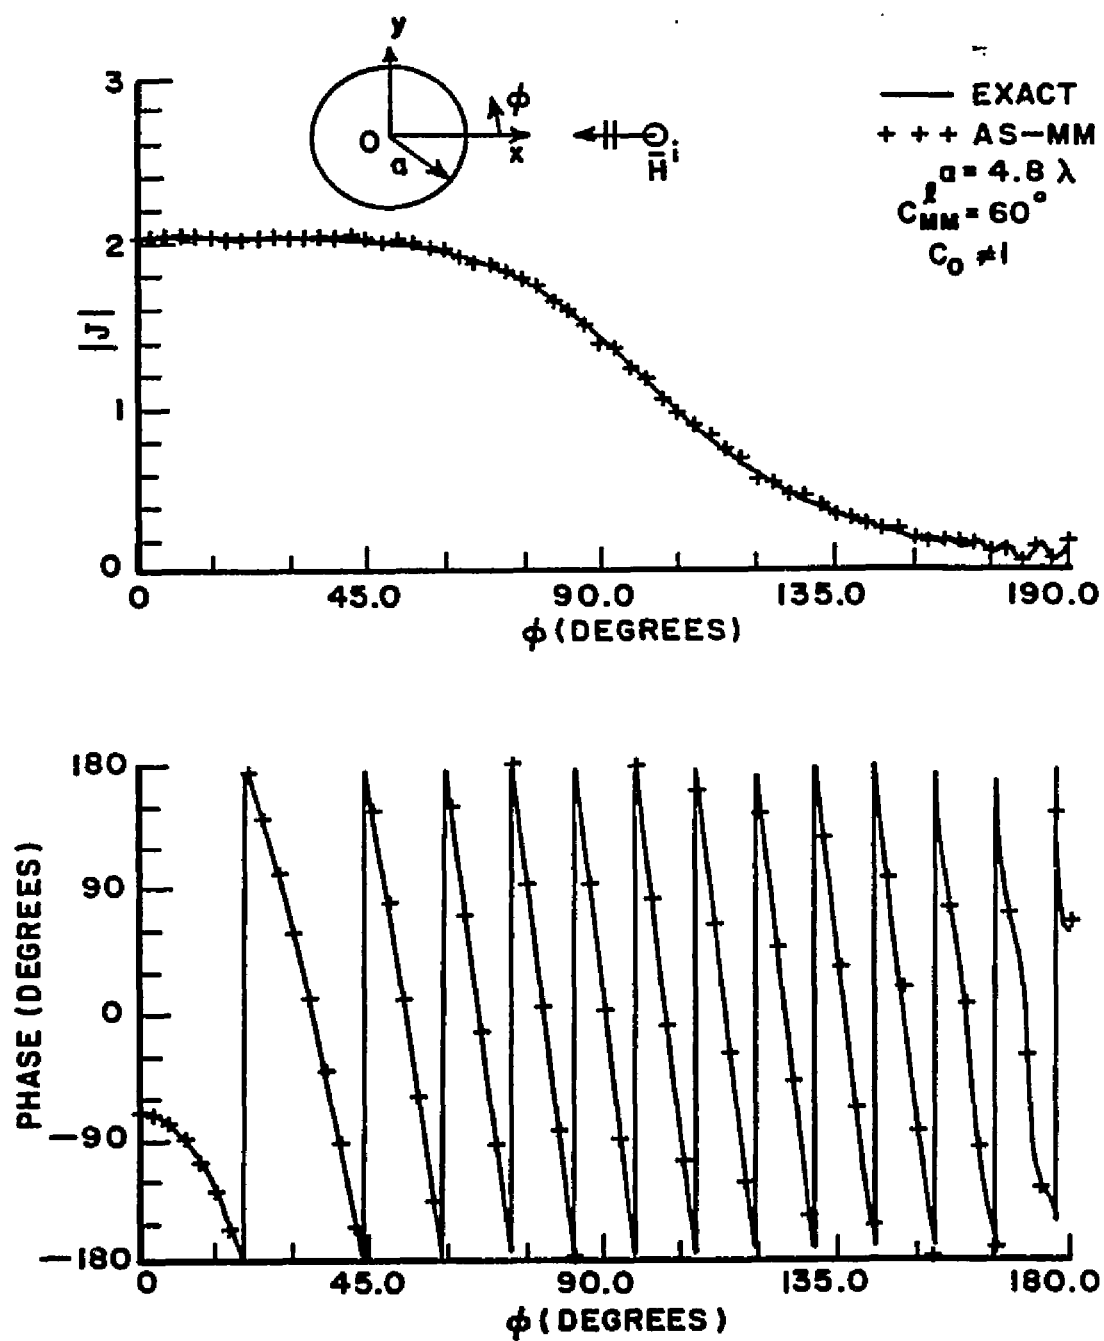 y
3
φ
EXACT
O
x
H̄ⁱ
+ + + AS-MM
a
a = 4.8 λ
C_MM^ℓ = 60°
C_O ≠ 1
2
|J|
1
0
0 45.0 90.0 135.0 190.0
φ (DEGREES)
180
90
PHASE (DEGREES)
0
-90
-180
0 45.0 90.0 135.0 180.0
φ (DEGREES)